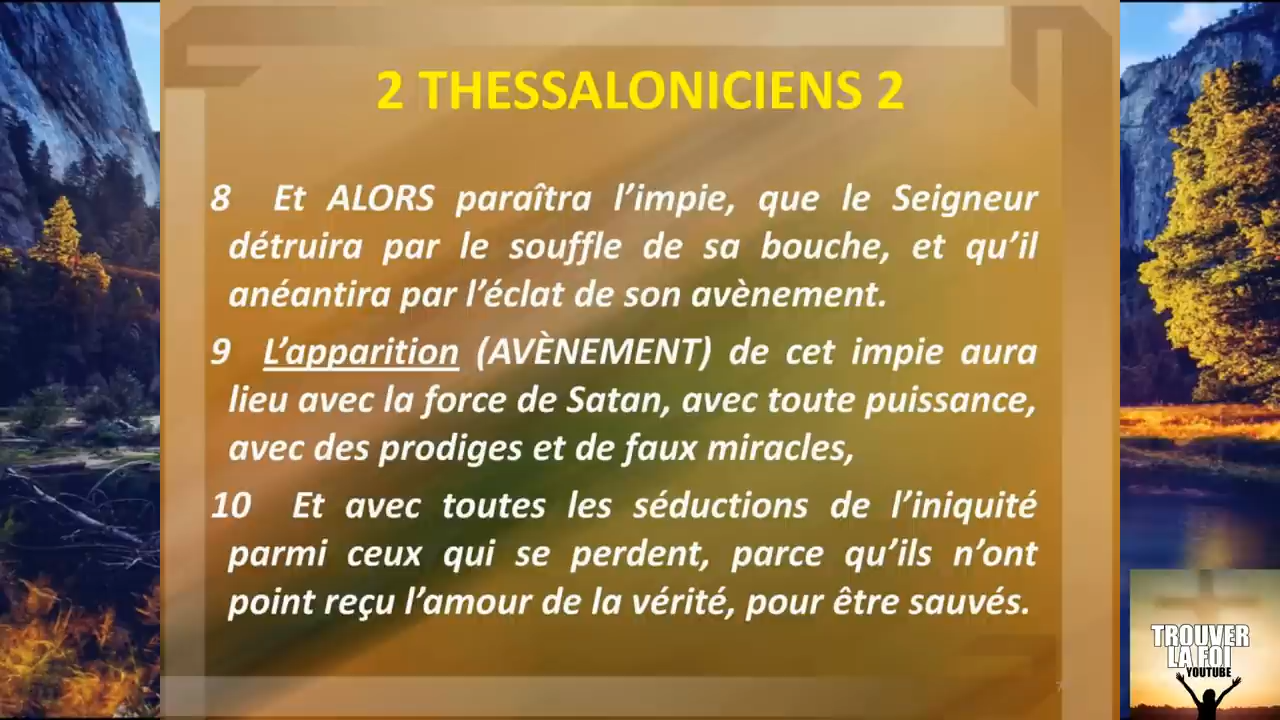 2 THESSALONICIENS 2
8 Et ALORS paraîtra l’impie, que le Seigneur
détruira par le souffle de sa bouche, et qu’il
anéantira par l’éclat de son avènement.
9 L’apparition (AVÈNEMENT) de cet impie aura
lieu avec la force de Satan, avec toute puissance,
avec des prodiges et de faux miracles,
10 Et avec toutes les séductions de l’iniquité
parmi ceux qui se perdent, parce qu’ils n’ont
point reçu l’amour de la vérité, pour être sauvés.
TROUVER
LA FOI
YOUTUBE